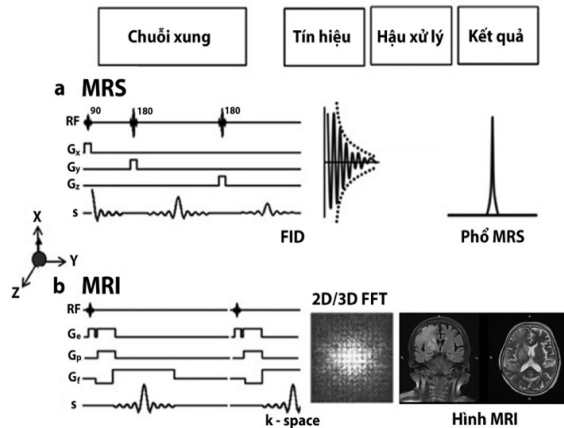 Chuỗi xung
Tín hiệu
Hậu xử lý
Kết quả
a MRS
RF
90
180
180
Gx
Gy
Gz
s
FID
Phổ MRS
X
Y
Z
b MRI
RF
Ge
Gp
Gf
s
k - space
2D/3D FFT
Hình MRI